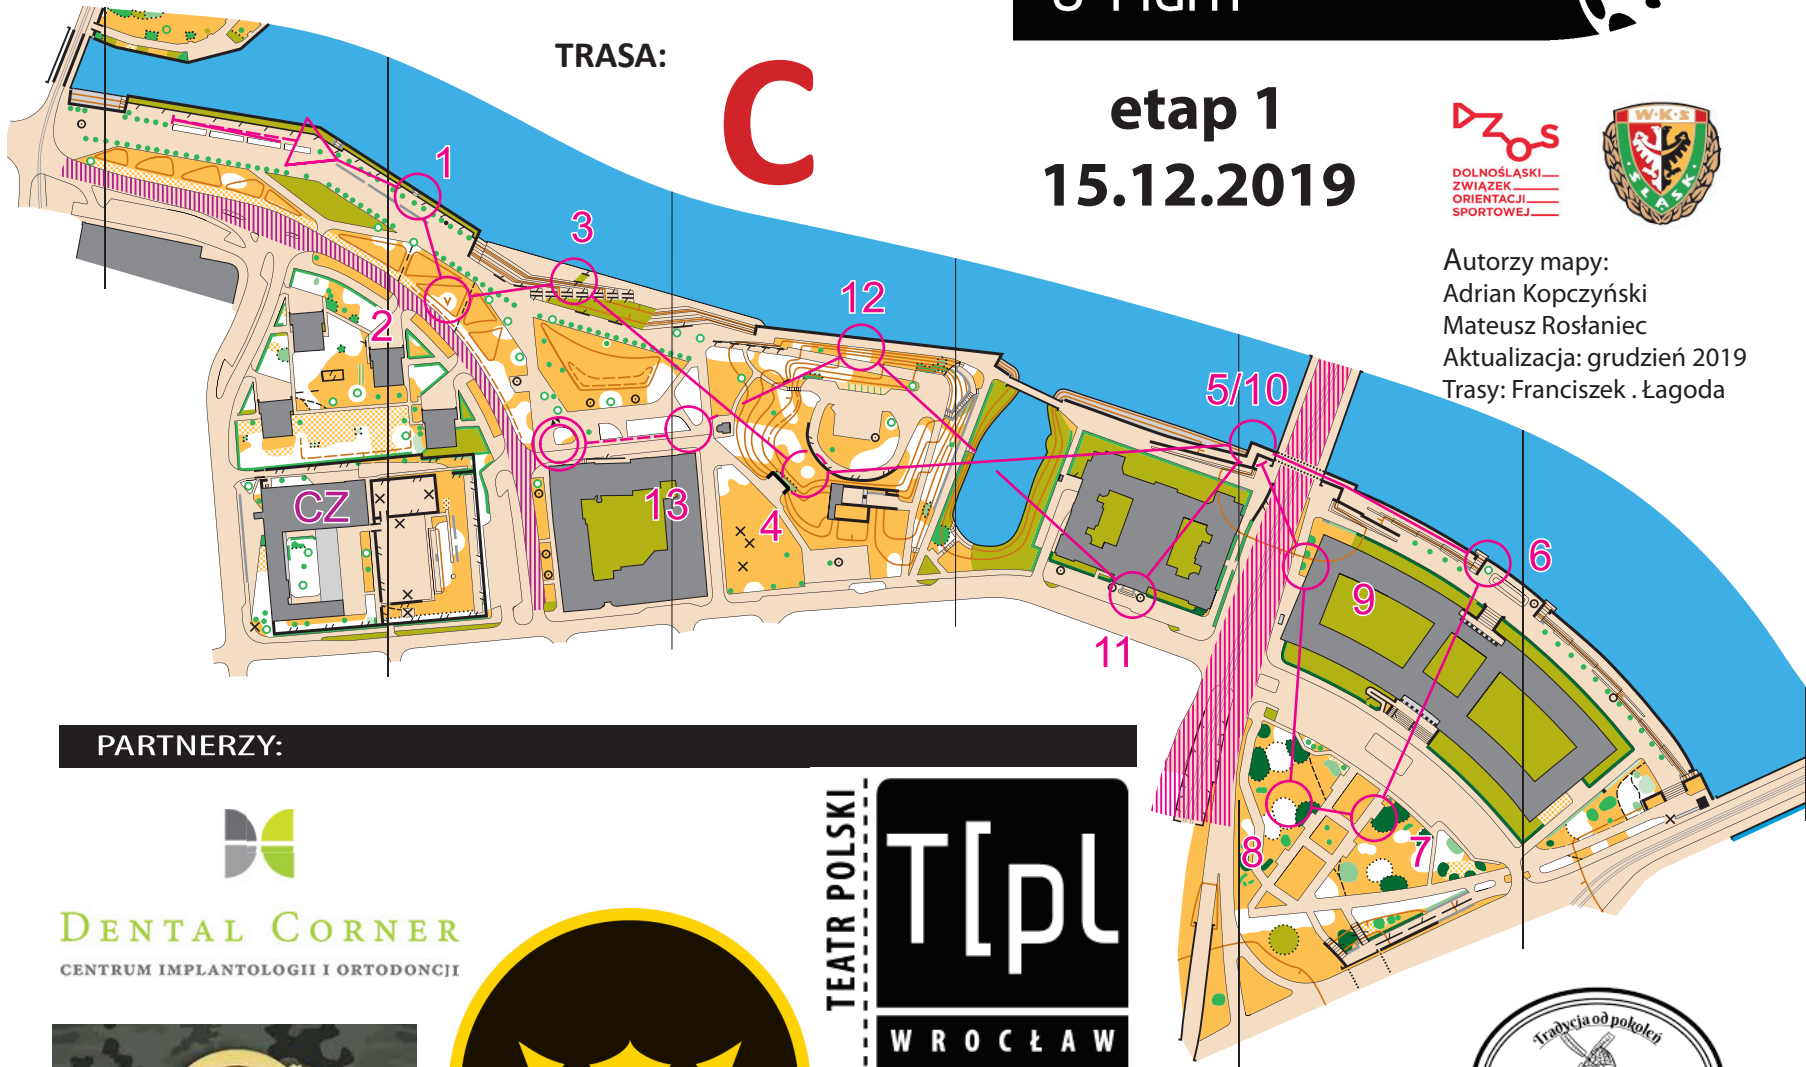 TRASA:
C
etap 1
15.12.2019
DZOS
DOLNOŚLĄSKI
ZWIĄZEK
ORIENTACJI
SPORTOWEJ
W·K·S
ŚLĄSK
Autorzy mapy:
Adrian Kopczyński
Mateusz Rosłaniec
Aktualizacja: grudzień 2019
Trasy: Franciszek . Łagoda
1
2
3
12
5/10
CZ
13
4
6
9
11
8
7
PARTNERZY:
DENTAL CORNER
CENTRUM IMPLANTOLOGII I ORTODONCJI
TEATR POLSKI
T[pl
WROCŁAW
Tradycja od pokoleń